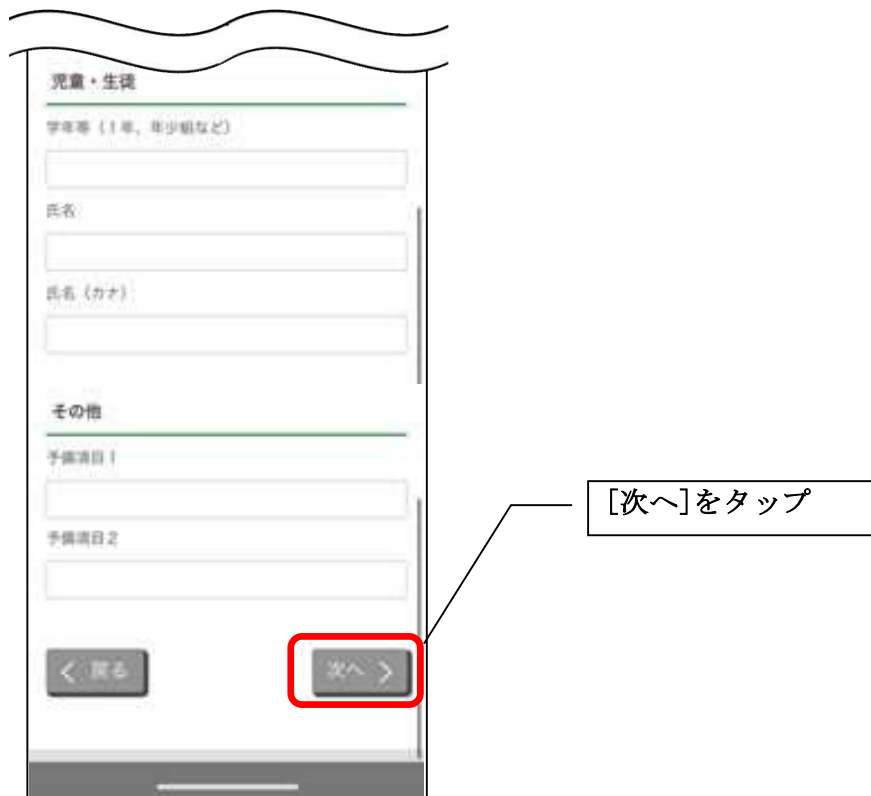 児童・生徒
学年等（１年、年少組など）
氏名
氏名（カナ）
その他
予備項目１
[次へ]をタップ
予備項目２
戻る
次へ